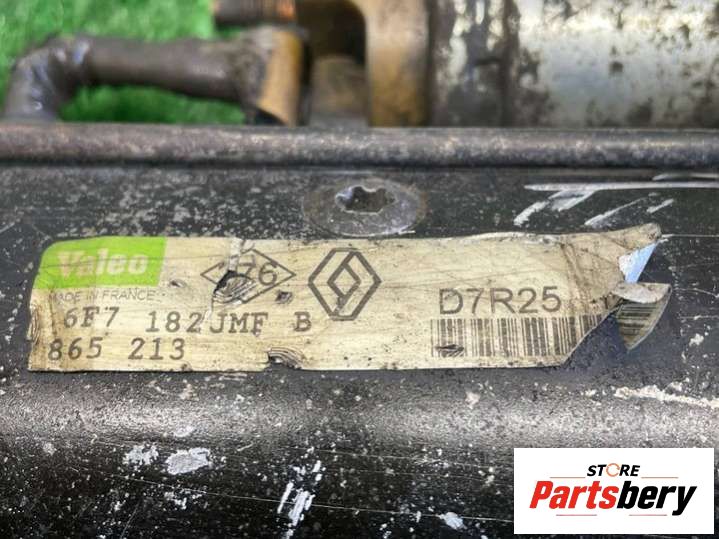 Valeo
MADE IN FRANCE
76
6F7 182JMF B
865 213
D7R25
STORE
Partsbery